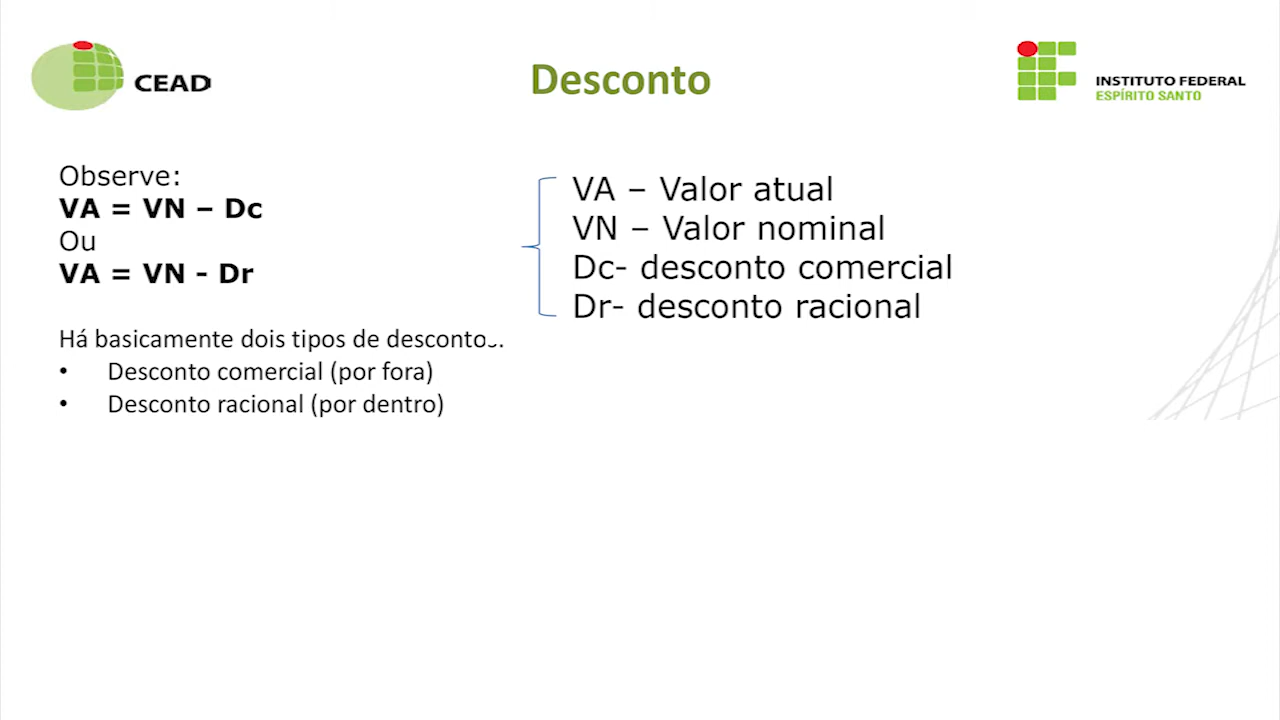 CEAD
Desconto
INSTITUTO FEDERAL
ESPÍRITO SANTO
Observe:
VA = VN – Dc
Ou
VA = VN - Dr
VA – Valor atual
VN – Valor nominal
Dc- desconto comercial
Dr- desconto racional
Há basicamente dois tipos de descontos.
• Desconto comercial (por fora)
• Desconto racional (por dentro)